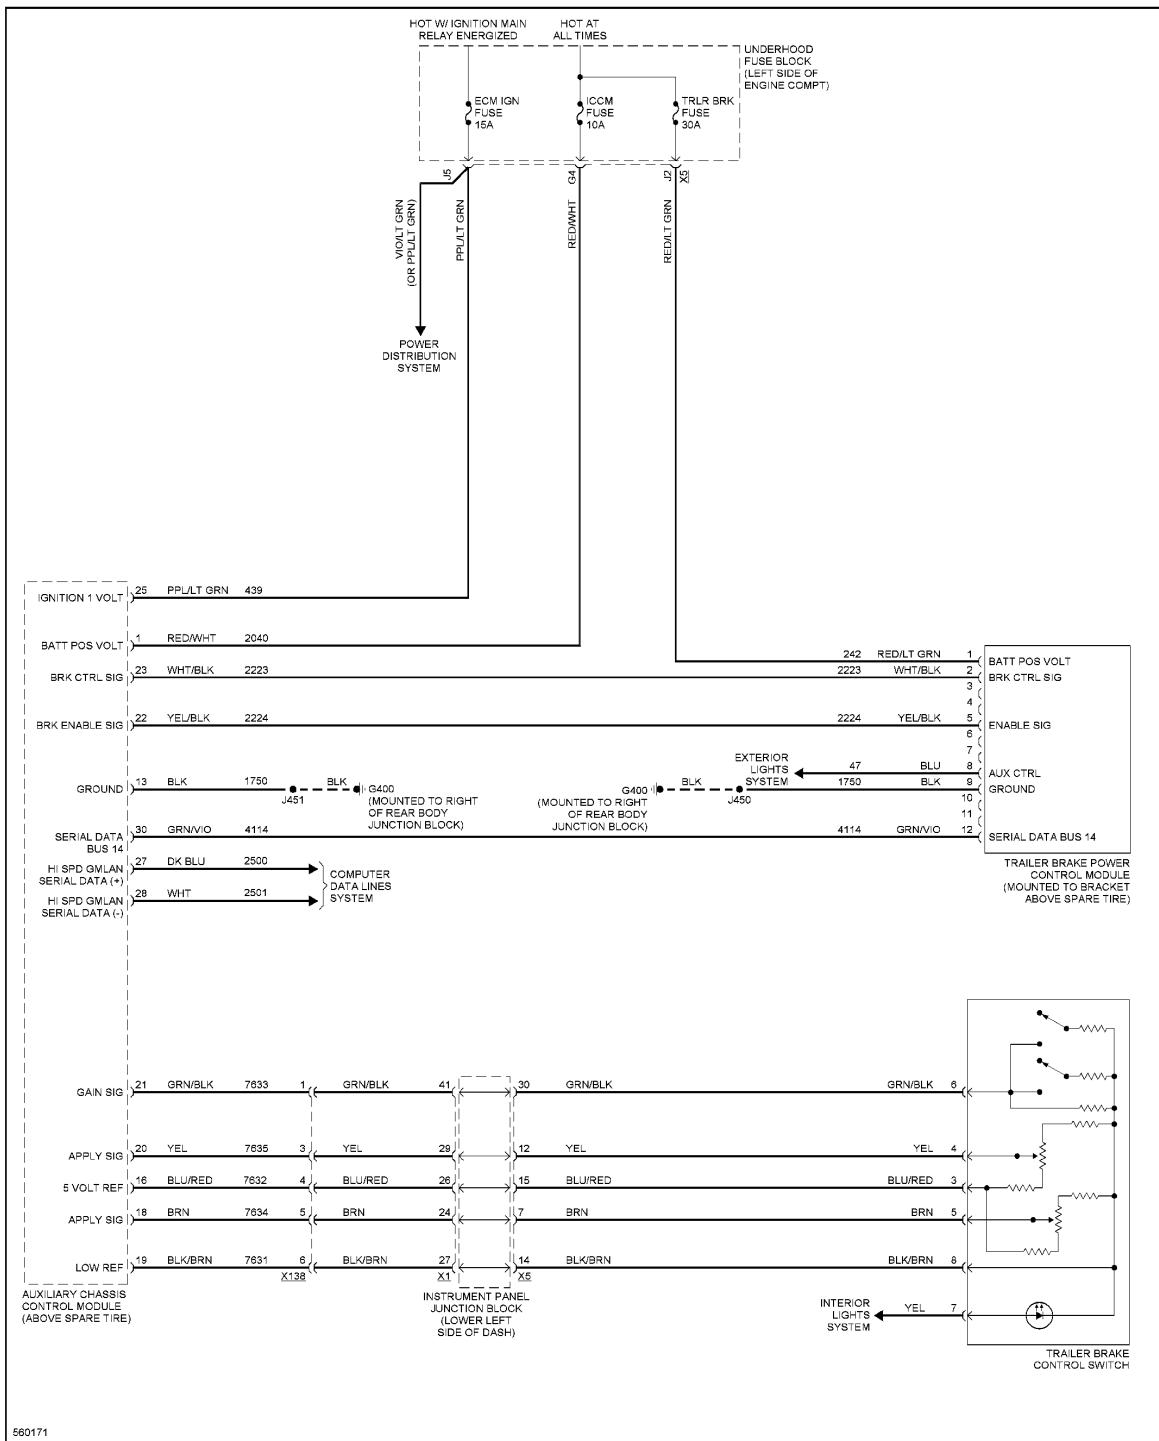 HOT W/ IGNITION MAIN
RELAY ENERGIZED
HOT AT
ALL TIMES
UNDERHOOD
FUSE BLOCK
(LEFT SIDE OF
ENGINE COMPT)
ECM IGN
FUSE
15A
ICCM
FUSE
10A
TRLR BRK
FUSE
30A
J5
G4
J2
X5
VIO/LT GRN
(OR PPL/LT GRN)
PPL/LT GRN
RED/WHT
RED/LT GRN
POWER
DISTRIBUTION
SYSTEM
IGNITION 1 VOLT 25 PPL/LT GRN 439
BATT POS VOLT 1 RED/WHT 2040
242 RED/LT GRN 1 BATT POS VOLT
BRK CTRL SIG 23 WHT/BLK 2223
2223 WHT/BLK 2 BRK CTRL SIG
3
4
BRK ENABLE SIG 22 YEL/BLK 2224
2224 YEL/BLK 5 ENABLE SIG
6
7
EXTERIOR
LIGHTS
SYSTEM
47 BLU 8 AUX CTRL
GROUND 13 BLK 1750 J451 BLK G400
(MOUNTED TO RIGHT
OF REAR BODY
JUNCTION BLOCK)
G400 BLK J450 1750 BLK 9 GROUND
(MOUNTED TO RIGHT
OF REAR BODY
JUNCTION BLOCK)
10
11
SERIAL DATA
BUS 14
30 GRN/VIO 4114
4114 GRN/VIO 12 SERIAL DATA BUS 14
HI SPD GMLAN
SERIAL DATA (+)
27 DK BLU 2500
HI SPD GMLAN
SERIAL DATA (-)
28 WHT 2501
COMPUTER
DATA LINES
SYSTEM
TRAILER BRAKE POWER
CONTROL MODULE
(MOUNTED TO BRACKET
ABOVE SPARE TIRE)
GAIN SIG 21 GRN/BLK 7633 1 GRN/BLK 41 30 GRN/BLK GRN/BLK 6
APPLY SIG 20 YEL 7635 3 YEL 29 12 YEL YEL 4
5 VOLT REF 16 BLU/RED 7632 4 BLU/RED 26 15 BLU/RED BLU/RED 3
APPLY SIG 18 BRN 7634 5 BRN 24 7 BRN BRN 5
LOW REF 19 BLK/BRN 7631 6 BLK/BRN 27 14 BLK/BRN BLK/BRN 8
X138 X1 X5
AUXILIARY CHASSIS
CONTROL MODULE
(ABOVE SPARE TIRE)
INSTRUMENT PANEL
JUNCTION BLOCK
(LOWER LEFT
SIDE OF DASH)
INTERIOR
LIGHTS
SYSTEM
YEL 7
TRAILER BRAKE
CONTROL SWITCH
560171